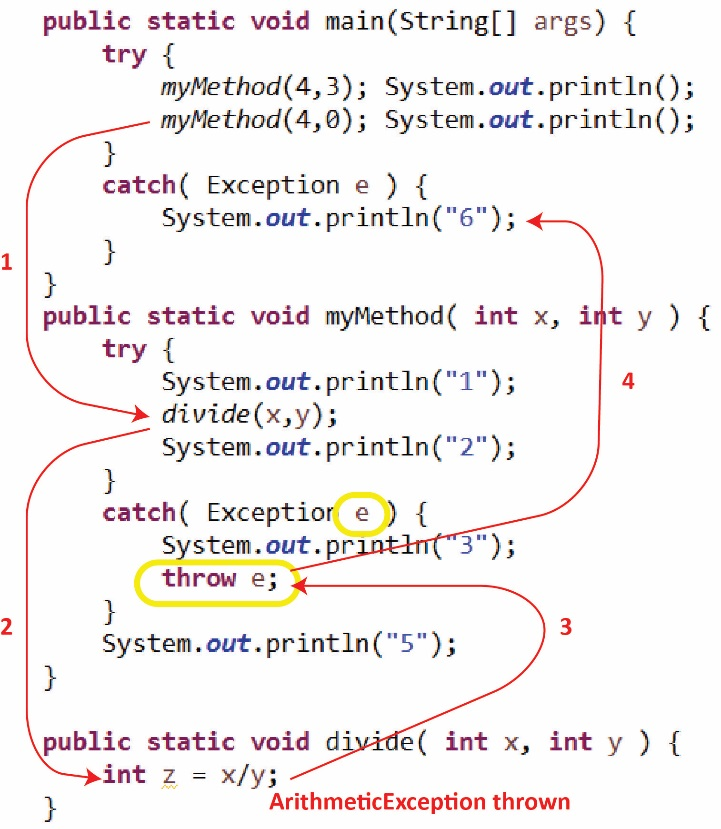 public static void main(String[] args) {
try {
myMethod(4,3); System.out.println();
myMethod(4,0); System.out.println();
}
catch( Exception e ) {
System.out.println("6");
}
1
}
public static void myMethod( int x, int y ) {
try {
System.out.println("1");
4
divide(x,y);
System.out.println("2");
}
catch( Exception e ) {
System.out.println("3");
throw e;
}
2
3
System.out.println("5");
}
public static void divide( int x, int y ) {
int z = x/y;
ArithmeticException thrown
}